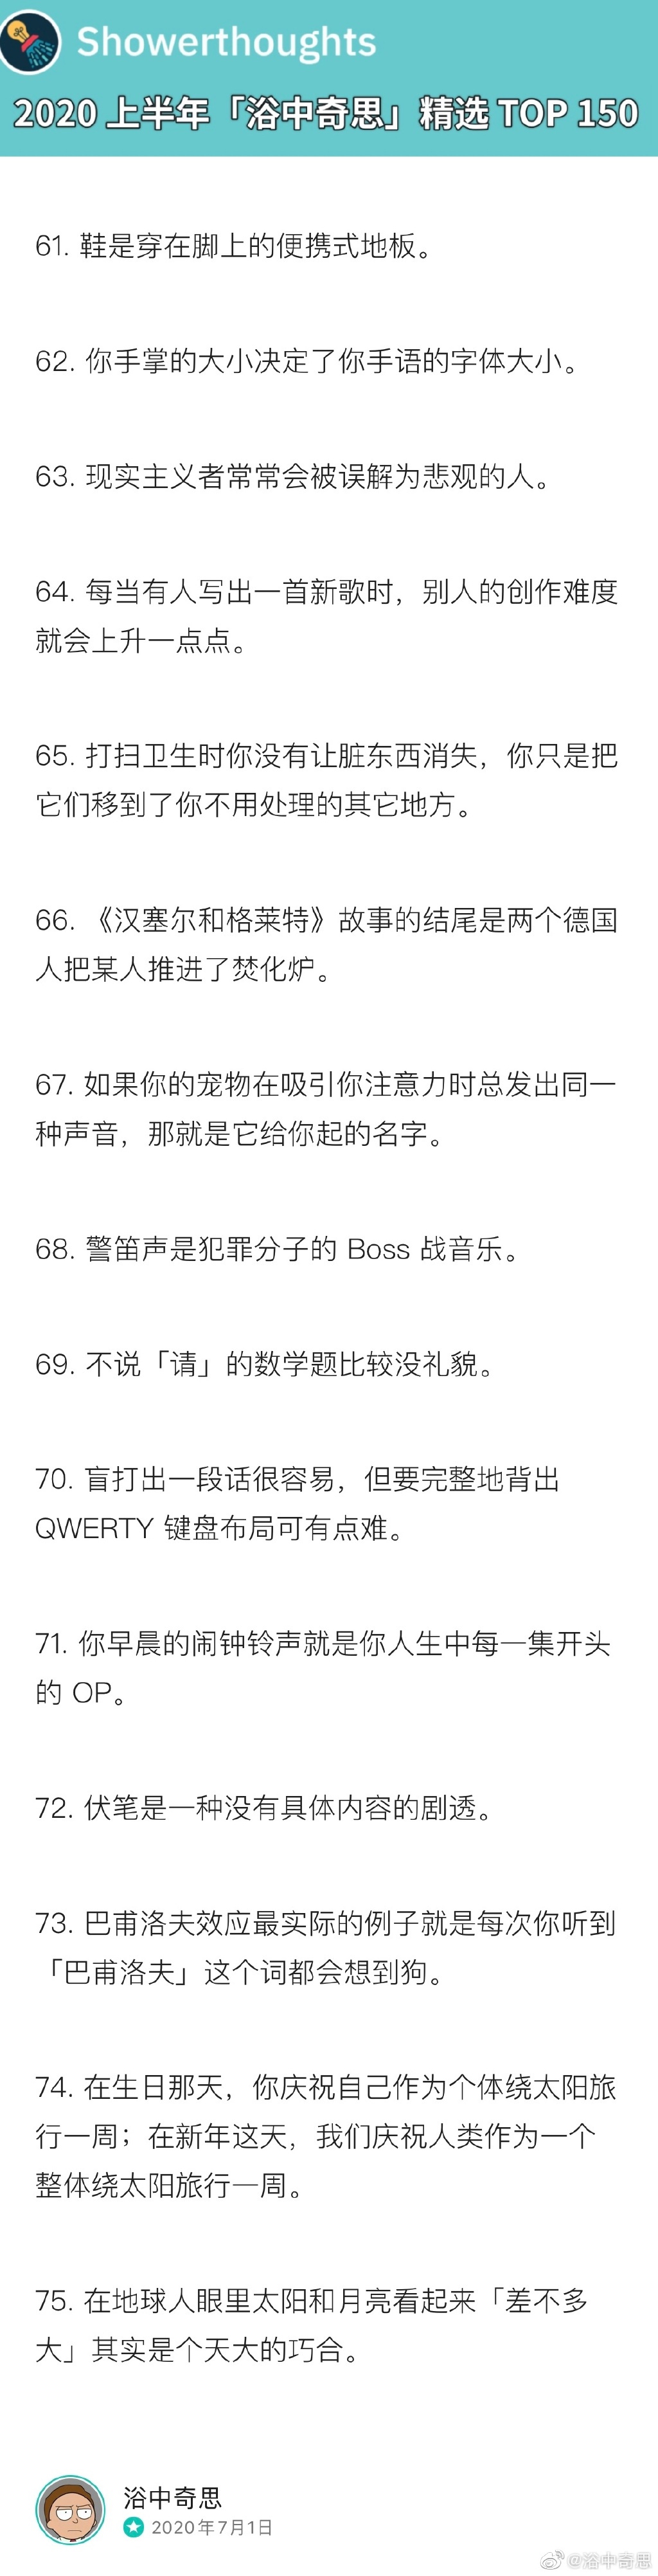 Showerthoughts
2020 上半年「浴中奇思」精选 TOP 150
61. 鞋是穿在脚上的便携式地板。
62. 你手掌的大小决定了你手语的字体大小。
63. 现实主义者常常会被误解为悲观的人。
64. 每当有人写出一首新歌时，别人的创作难度
就会上升一点点。
65. 打扫卫生时你没有让脏东西消失，你只是把
它们移到了你不用处理的其它地方。
66. 《汉塞尔和格莱特》故事的结尾是两个德国
人把某人推进了焚化炉。
67. 如果你的宠物在吸引你注意力时总发出同一
种声音，那就是它给你起的名字。
68. 警笛声是犯罪分子的 Boss 战音乐。
69. 不说「请」的数学题比较没礼貌。
70. 盲打出一段话很容易，但要完整地背出
QWERTY 键盘布局可有点难。
71. 你早晨的闹钟铃声就是你人生中每一集开头
的 OP。
72. 伏笔是一种没有具体内容的剧透。
73. 巴甫洛夫效应最实际的例子就是每次你听到
「巴甫洛夫」这个词都会想到狗。
74. 在生日那天，你庆祝自己作为个体绕太阳旅
行一周；在新年这天，我们庆祝人类作为一个
整体绕太阳旅行一周。
75. 在地球人眼里太阳和月亮看起来「差不多
大」其实是个天大的巧合。
浴中奇思
2020年7月1日
@浴中奇思